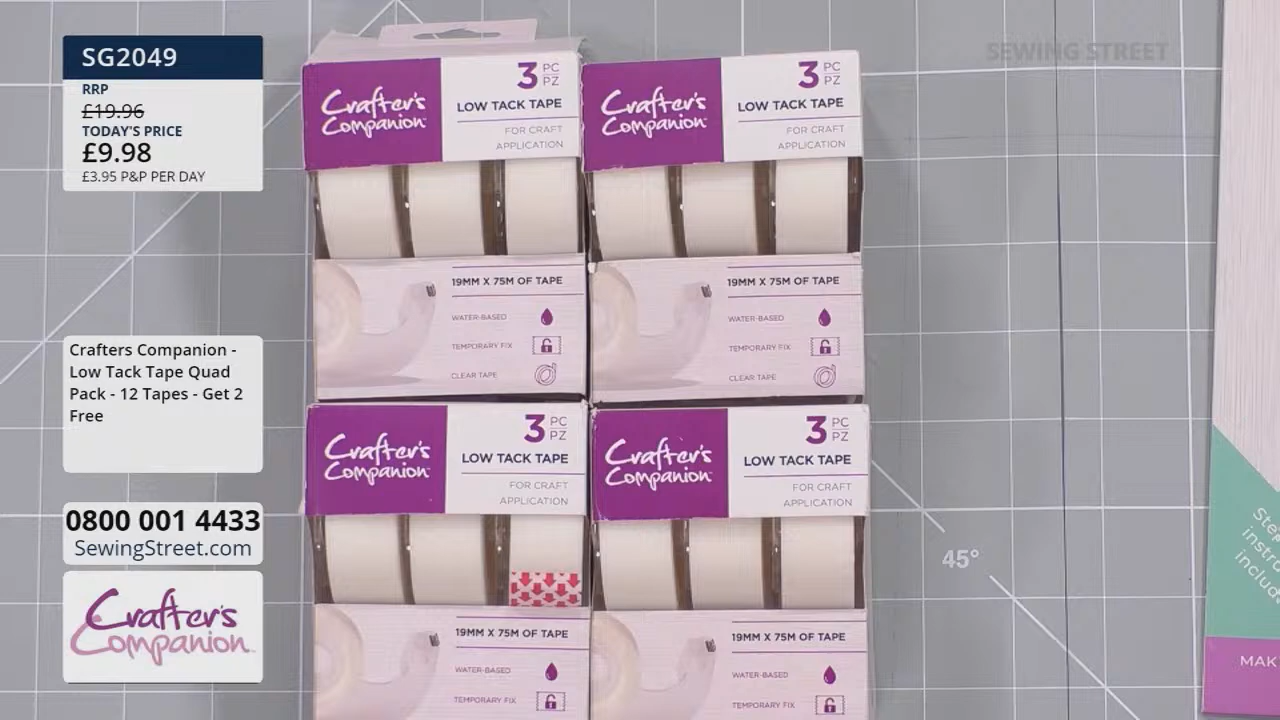 SG2049
RRP
£19.96
TODAY'S PRICE
£9.98
£3.95 P&P PER DAY
Crafters Companion -
Low Tack Tape Quad
Pack - 12 Tapes - Get 2
Free
0800 001 4433
SewingStreet.com
Crafter's
Companion
SEWING STREET
Crafter's
Companion
3 PC
PZ
LOW TACK TAPE
FOR CRAFT
APPLICATION
19MM X 75M OF TAPE
WATER-BASED
TEMPORARY FIX
CLEAR TAPE
Crafter's
Companion
3 PC
PZ
LOW TACK TAPE
FOR CRAFT
APPLICATION
19MM X 75M OF TAPE
WATER-BASED
TEMPORARY FIX
CLEAR TAPE
Crafter's
Companion
3 PC
PZ
LOW TACK TAPE
FOR CRAFT
APPLICATION
19MM X 75M OF TAPE
WATER-BASED
TEMPORARY FIX
Crafter's
Companion
3 PC
PZ
LOW TACK TAPE
FOR CRAFT
APPLICATION
19MM X 75M OF TAPE
WATER-BASED
TEMPORARY FIX
45°
MAK